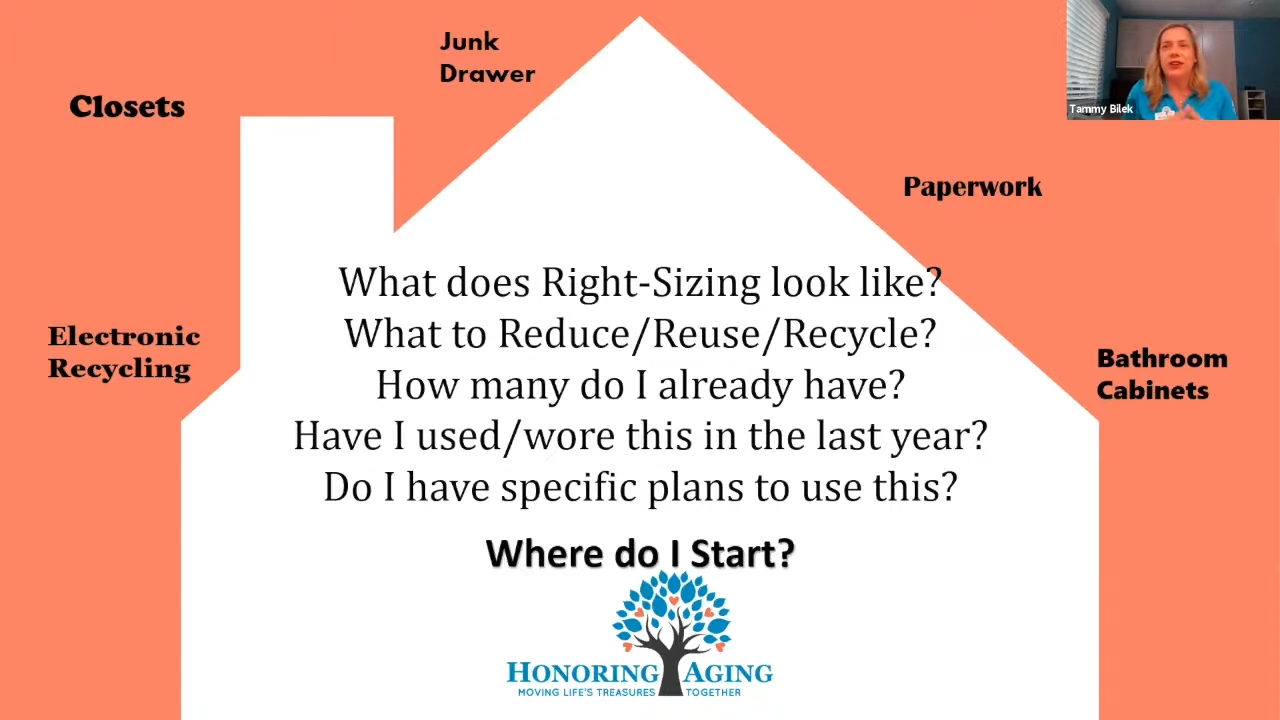 Junk
Drawer
Closets
Tammy Bilek
Paperwork
What does Right-Sizing look like?
What to Reduce/Reuse/Recycle?
Electronic
Recycling
Bathroom
Cabinets
How many do I already have?
Have I used/wore this in the last year?
Do I have specific plans to use this?
Where do I Start?
HONORING AGING
MOVING LIFE'S TREASURES TOGETHER